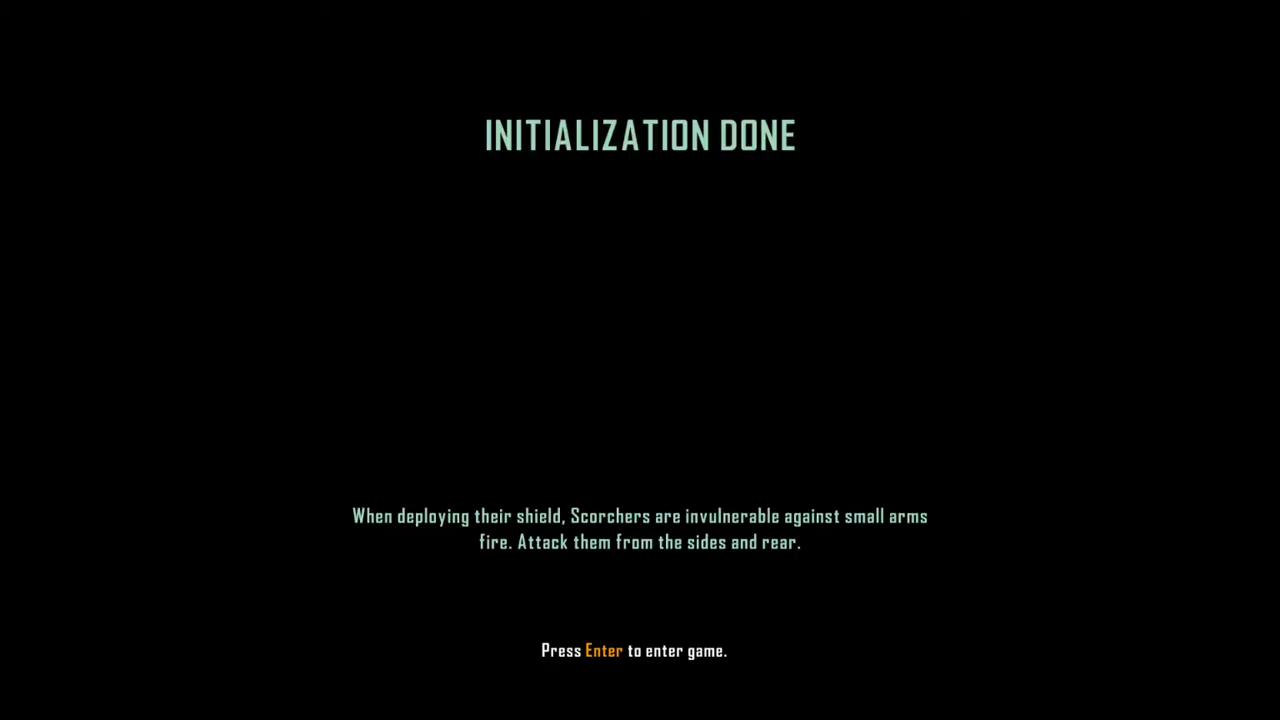 INITIALIZATION DONE
When deploying their shield, Scorchers are invulnerable against small arms
fire. Attack them from the sides and rear.
Press Enter to enter game.